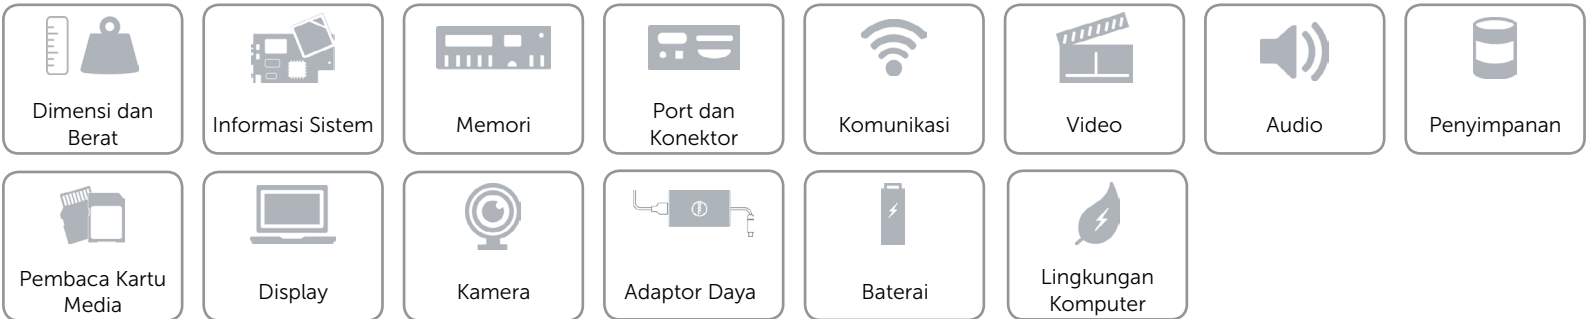 Dimensi dan
Berat
Informasi Sistem
Memori
Port dan
Konektor
Komunikasi
Video
Audio
Penyimpanan
Pembaca Kartu
Media
Display
Kamera
Adaptor Daya
Baterai
Lingkungan
Komputer